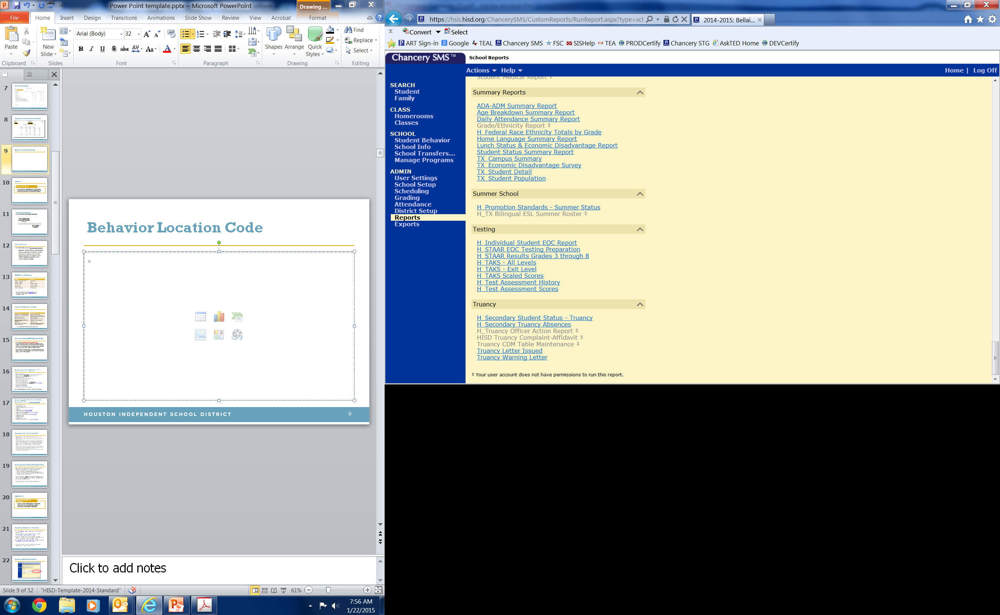 Power Point template.pptx - Microsoft PowerPoint
Drawing ...
File
Home
Insert
Design
Transitions
Animations
Slide Show
Review
View
Acrobat
Format
Paste
New
Slide
Arial (Body)
32
Shapes
Arrange
Quick
Styles
Find
Replace
Select
Clipboard
Slides
Font
Paragraph
Drawing
Editing
7
8
9
Behavior Location Code
10
Lesson 1
11
12
13
PEIMS vs Chancery
14
15
16
17
18
19
20
Lesson 2
21
Reporting Discipline in Chancery
22
Behavior Location Code
HOUSTON INDEPENDENT SCHOOL DISTRICT
9
Click to add notes
Slide 9 of 52
"HISD-Template-2014-Standard"
61%
https://hsis.hisd.org/ChancerySMS/CustomReports/RunReport.aspx?type=scl
2014-2015: Bellai...
x Convert Select
ART Sign-in Google TEAL Chancery SMS FSC SISHelp TEA PRODCertify Chancery STG AskTED Home DEVCertify
Chancery SMS™
School Reports
Actions Help
Home | Log Off
SEARCH
Student
Family
CLASS
Homerooms
Classes
SCHOOL
Student Behavior
School Info
School Transfers...
Manage Programs
ADMIN
User Settings
School Setup
Scheduling
Grading
Attendance
District Setup
Reports
Exports
Student Medical Report ‡
Summary Reports
ADA-ADM Summary Report
Age Breakdown Summary Report
Daily Attendance Summary Report
Grade/Ethnicity Report ‡
H_Federal Race Ethnicity Totals by Grade
Home Language Summary Report
Lunch Status & Economic Disadvantage Report
Student Status Summary Report
TX_Campus Summary
TX_Economic Disadvantage Survey
TX_Student Detail
TX_Student Population
Summer School
H_Promotion Standards - Summer Status
H_TX Bilingual ESL Summer Roster ‡
Testing
H_Individual Student EOC Report
H_STAAR EOC Testing Preparation
H_STAAR Results Grades 3 through 8
H_TAKS - All Levels
H_TAKS - Exit Level
H_TAKS Scaled Scores
H_Test Assessment History
H_Test Assessment Scores
Truancy
H_Secondary Student Status - Truancy
H_Secondary Truancy Absences
H_Truancy Officer Action Report ‡
HISD Truancy Complaint-Affidavit ‡
Truancy CDM Table Maintenance ‡
Truancy Letter Issued
Truancy Warning Letter
‡ Your user account does not have permissions to run this report.
7:56 AM
1/22/2015